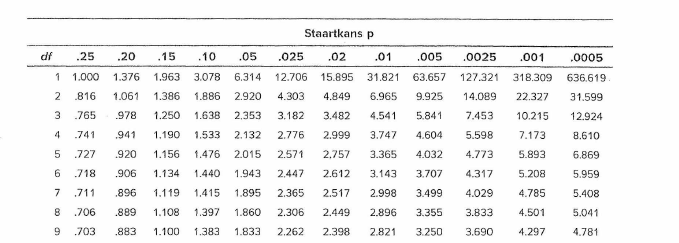 Staartkans p
df .25 .20 .15 .10 .05 .025 .02 .01 .005 .0025 .001 .0005
1 1.000 1.376 1.963 3.078 6.314 12.706 15.895 31.821 63.657 127.321 318.309 636.619
2 .816 1.061 1.386 1.886 2.920 4.303 4.849 6.965 9.925 14.089 22.327 31.599
3 .765 .978 1.250 1.638 2.353 3.182 3.482 4.541 5.841 7.453 10.215 12.924
4 .741 .941 1.190 1.533 2.132 2.776 2.999 3.747 4.604 5.598 7.173 8.610
5 .727 .920 1.156 1.476 2.015 2.571 2,757 3.365 4.032 4.773 5.893 6.869
6 .718 .906 1.134 1.440 1.943 2.447 2.612 3.143 3.707 4.317 5.208 5.959
7 .711 .896 1.119 1.415 1.895 2.365 2.517 2.998 3.499 4.029 4.785 5.408
8 .706 .889 1.108 1.397 1.860 2.306 2.449 2.896 3.355 3.833 4.501 5.041
9 .703 .883 1.100 1.383 1.833 2.262 2.398 2.821 3.250 3.690 4.297 4.781